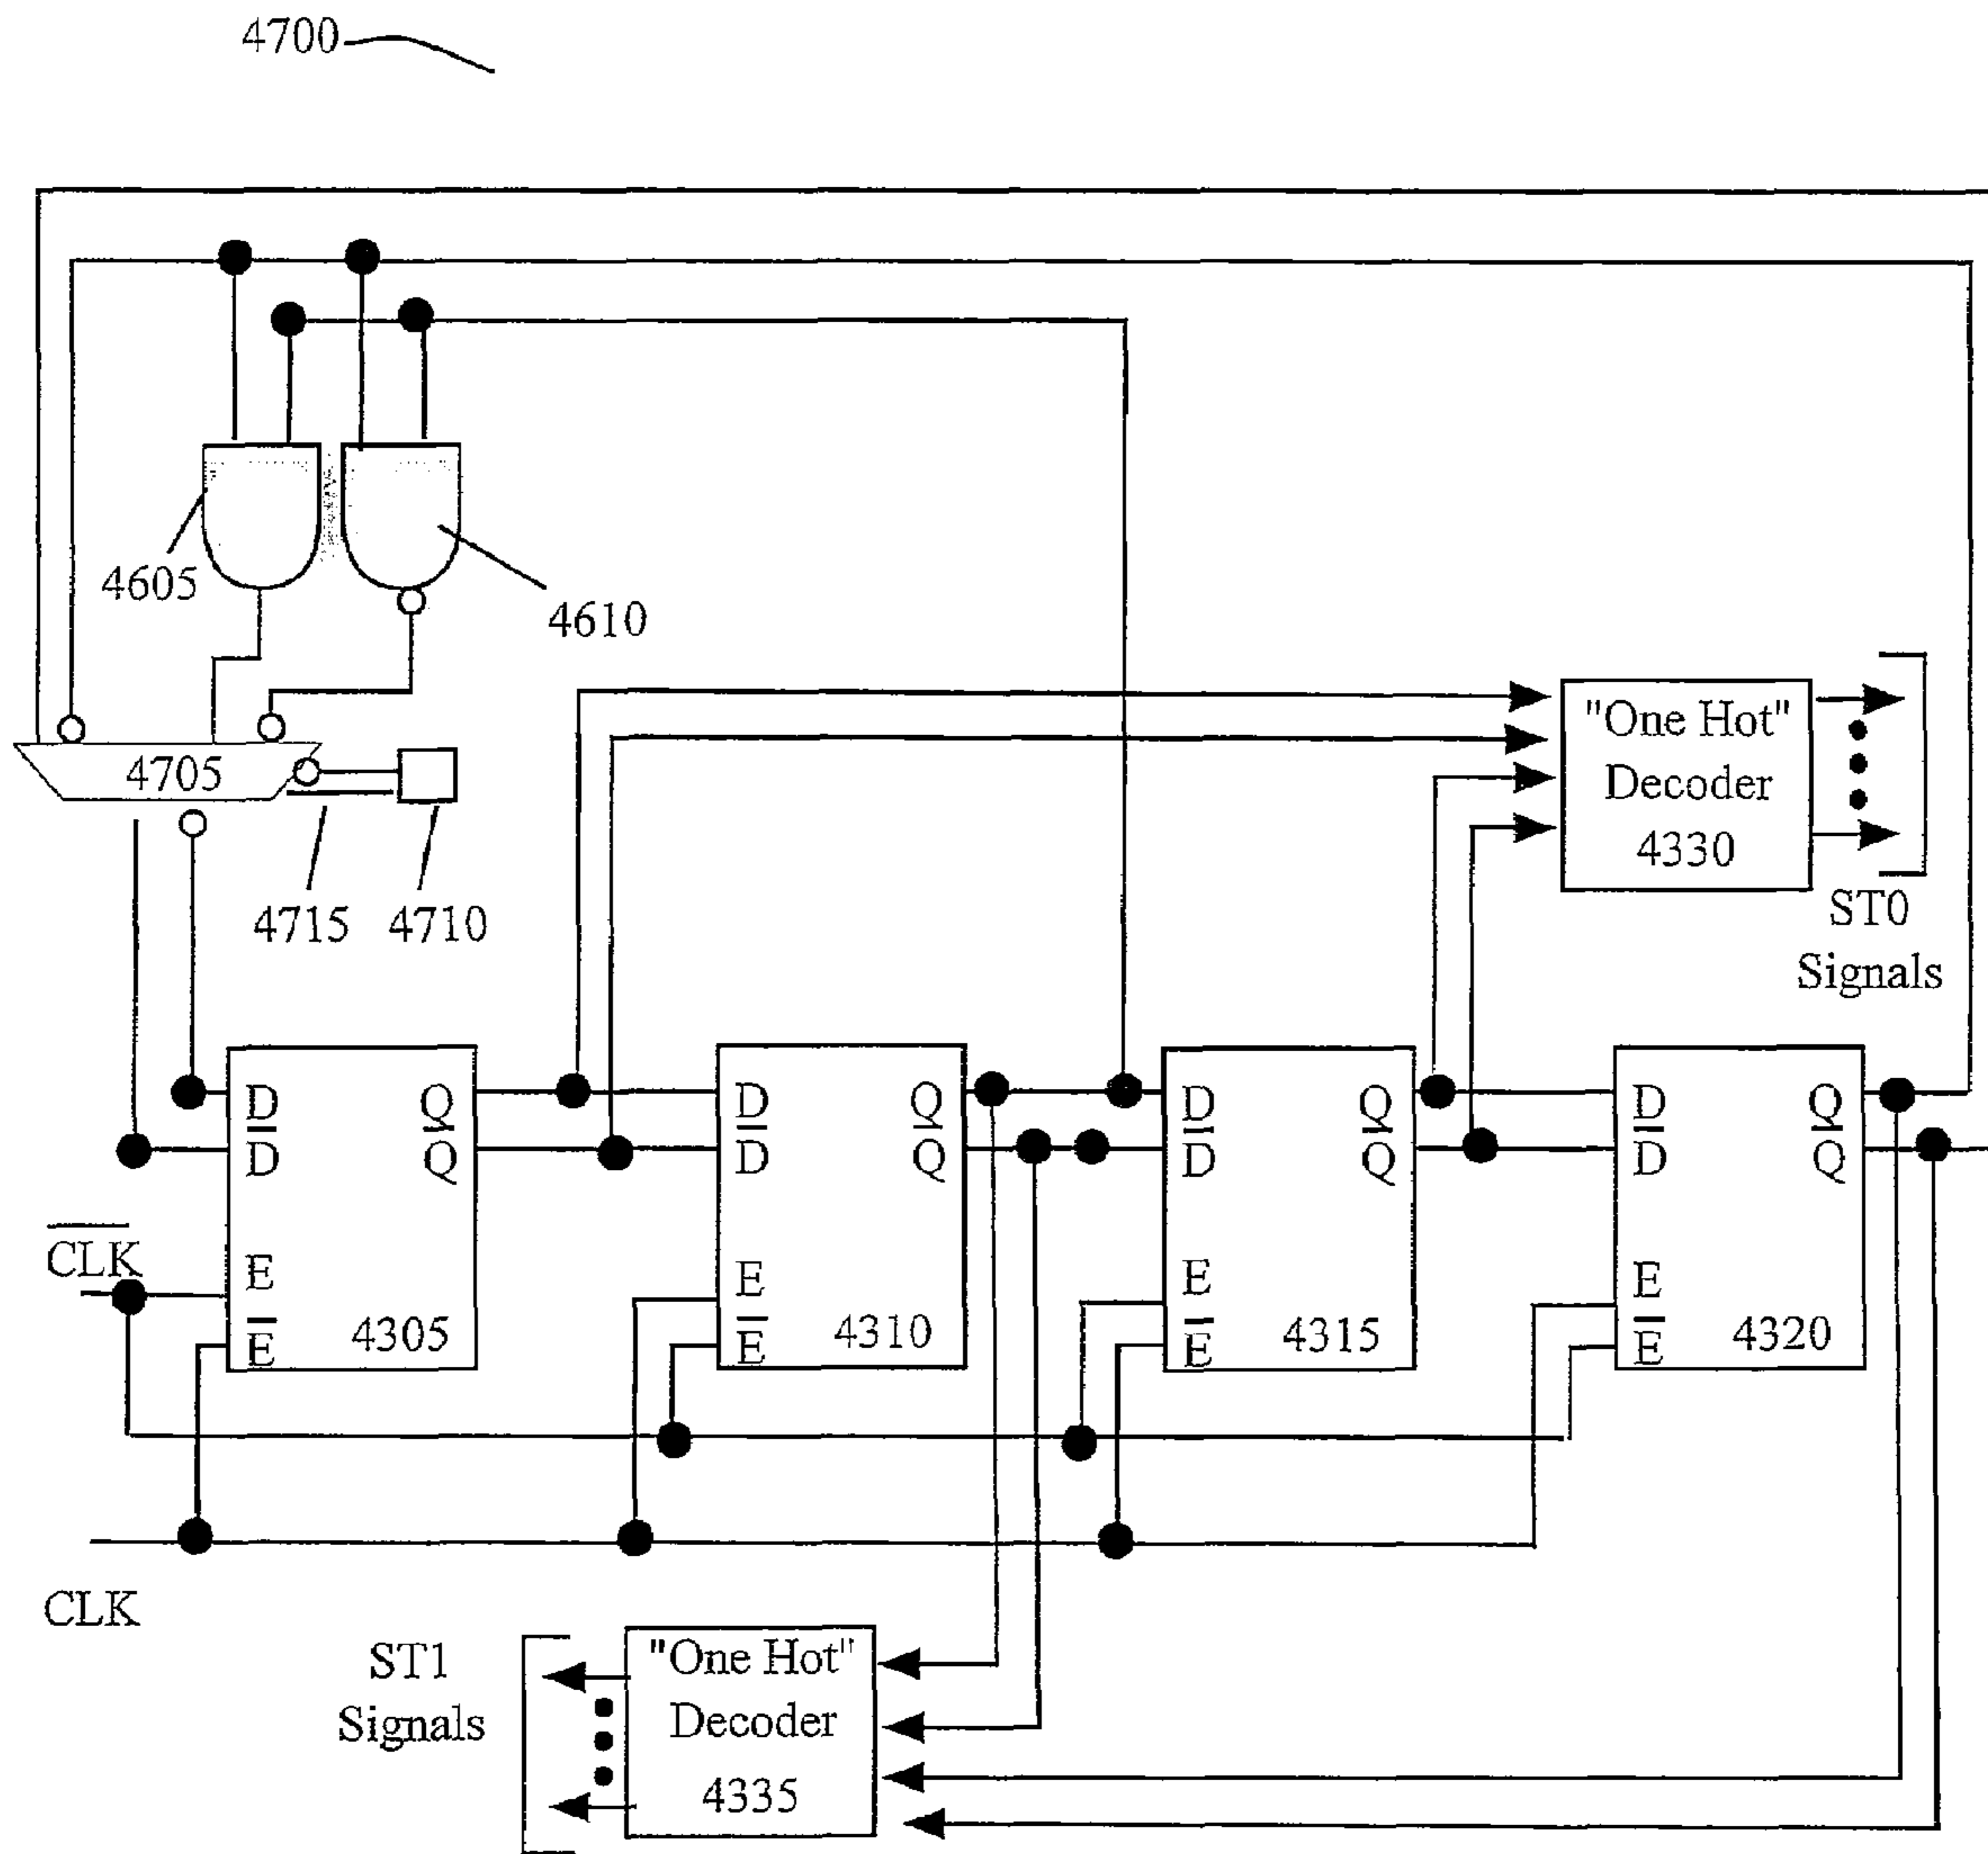 4700
4605
4610
4705
4715 4710
"One Hot"
Decoder
4330
ST0
Signals
D Q D Q D Q D Q
D̅ Q̅ D̅ Q̅ D̅ Q̅ D̅ Q̅
C̅L̅K̅
E E E E
E̅ 4305 E̅ 4310 E̅ 4315 E̅ 4320
CLK
ST1
Signals
"One Hot"
Decoder
4335